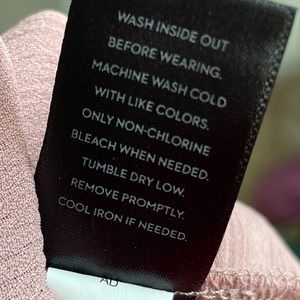 WASH INSIDE OUT
BEFORE WEARING.
MACHINE WASH COLD
WITH LIKE COLORS.
ONLY NON-CHLORINE
BLEACH WHEN NEEDED.
TUMBLE DRY LOW.
REMOVE PROMPTLY.
COOL IRON IF NEEDED.